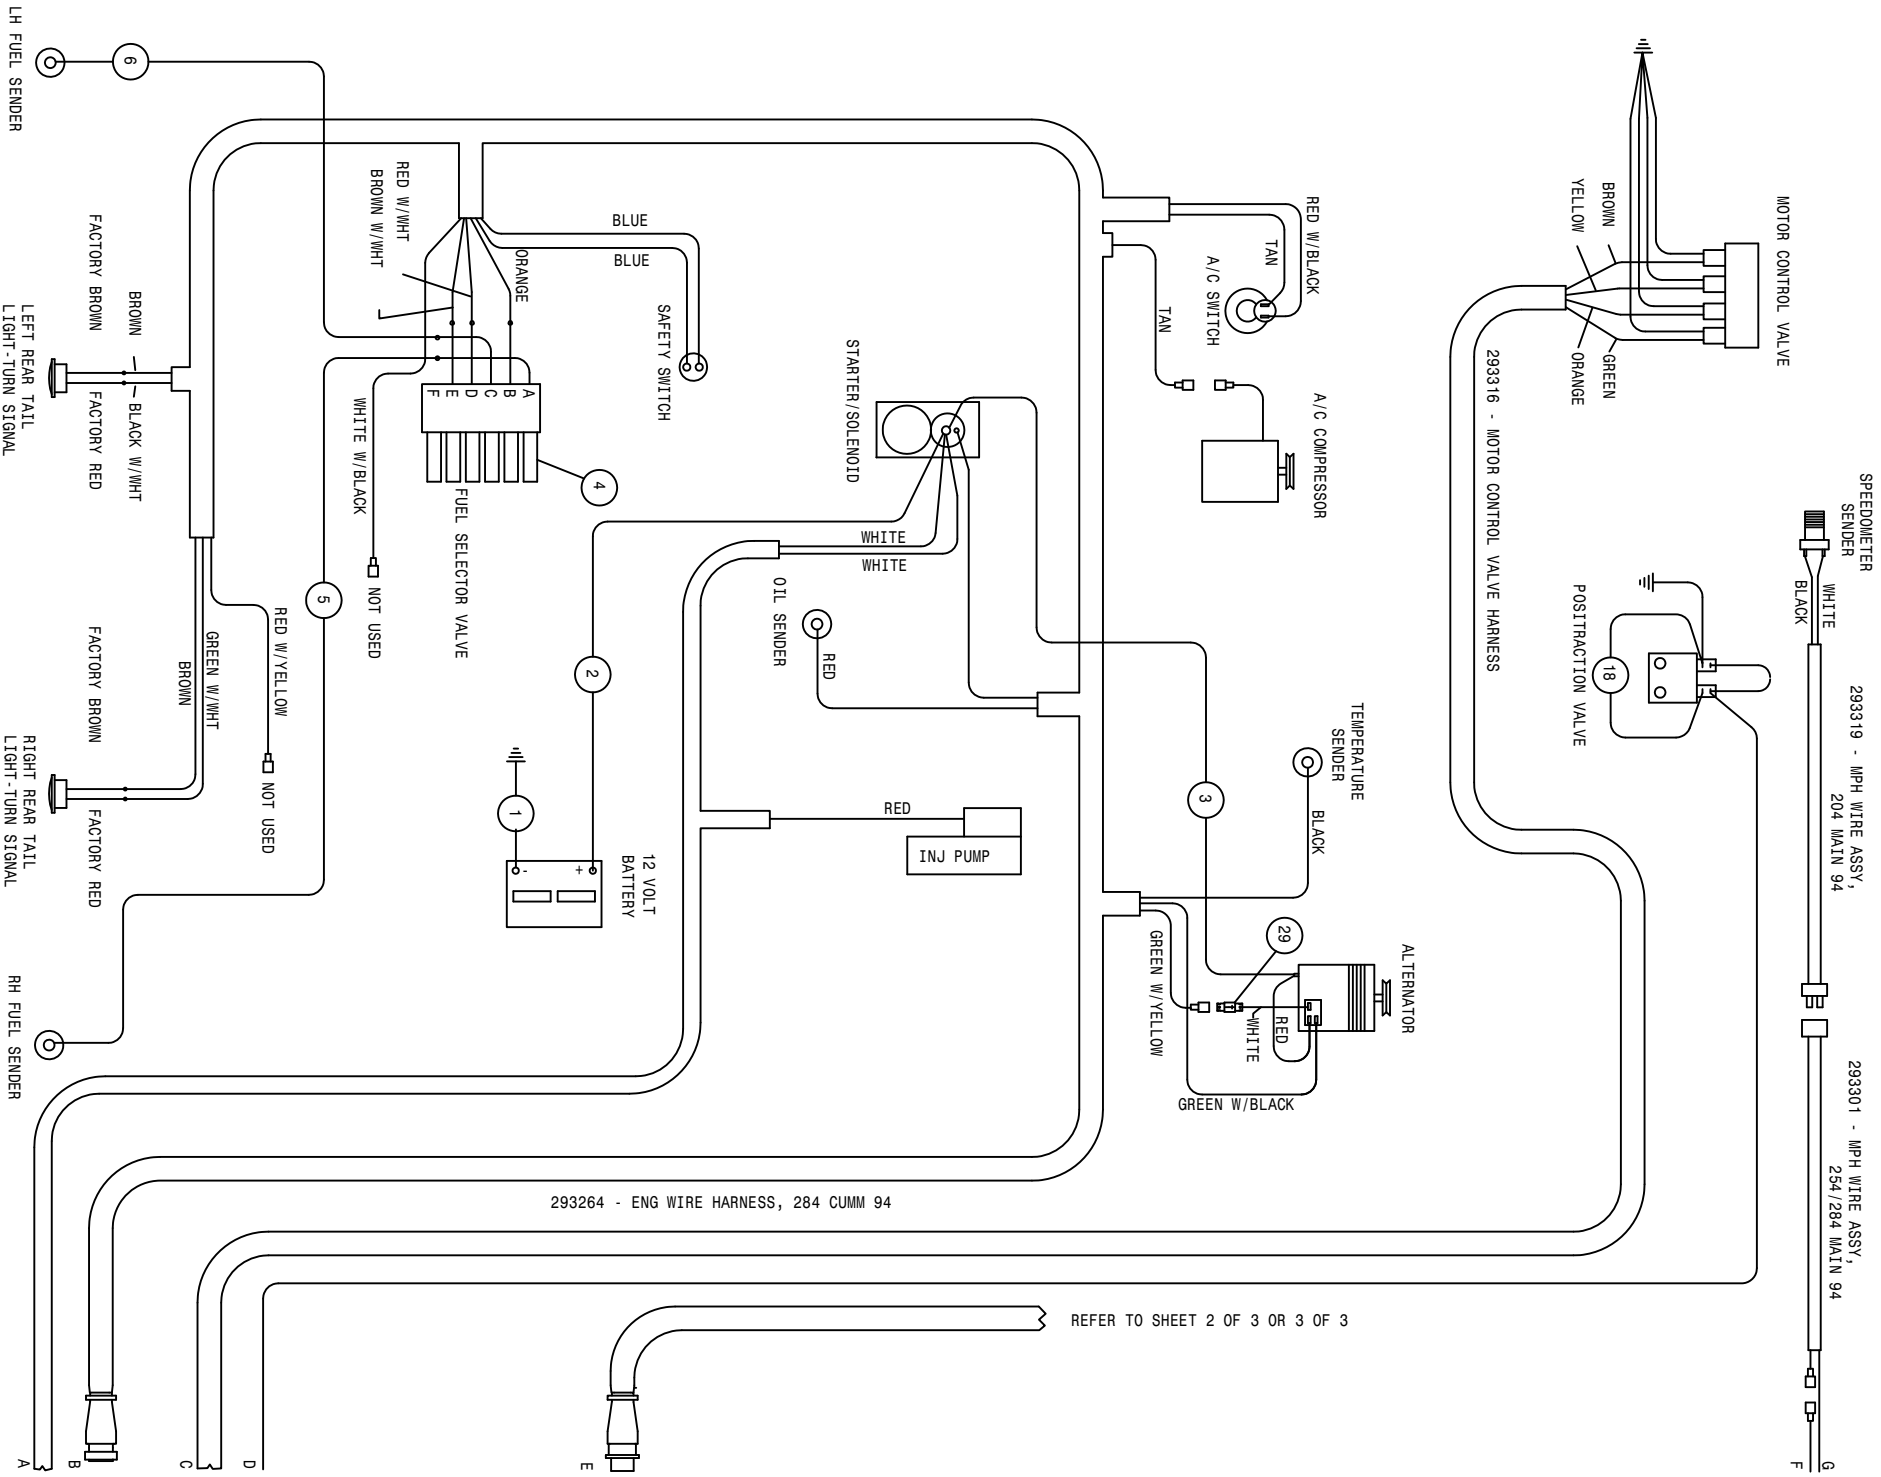 LH FUEL SENDER
6
FACTORY BROWN
BROWN
LEFT REAR TAIL
LIGHT-TURN SIGNAL
BLACK W/WHT
FACTORY RED
RED W/WHT
BROWN W/WHT
ORANGE
BLUE
BLUE
SAFETY SWITCH
A
B
C
D
E
F
WHITE W/BLACK
NOT USED
FUEL SELECTOR VALVE
4
5
RED W/YELLOW
NOT USED
GREEN W/WHT
BROWN
FACTORY BROWN
RIGHT REAR TAIL
LIGHT-TURN SIGNAL
FACTORY RED
RH FUEL SENDER
STARTER/SOLENOID
WHITE
WHITE
2
OIL SENDER
RED
1
- +
12 VOLT
BATTERY
RED
INJ PUMP
RED W/BLACK
TAN
A/C SWITCH
TAN
A/C COMPRESSOR
TEMPERATURE
SENDER
BLACK
3
29
ALTERNATOR
GREEN W/YELLOW
WHITE
RED
GREEN W/BLACK
MOTOR CONTROL VALVE
BROWN
YELLOW
ORANGE
GREEN
293316 - MOTOR CONTROL VALVE HARNESS
SPEEDOMETER
SENDER
WHITE
BLACK
POSITRACTION VALVE
18
293319 - MPH WIRE ASSY,
204 MAIN 94
293301 - MPH WIRE ASSY,
254/284 MAIN 94
293264 - ENG WIRE HARNESS, 284 CUMM 94
REFER TO SHEET 2 OF 3 OR 3 OF 3
A
B
C
D
E
F
G